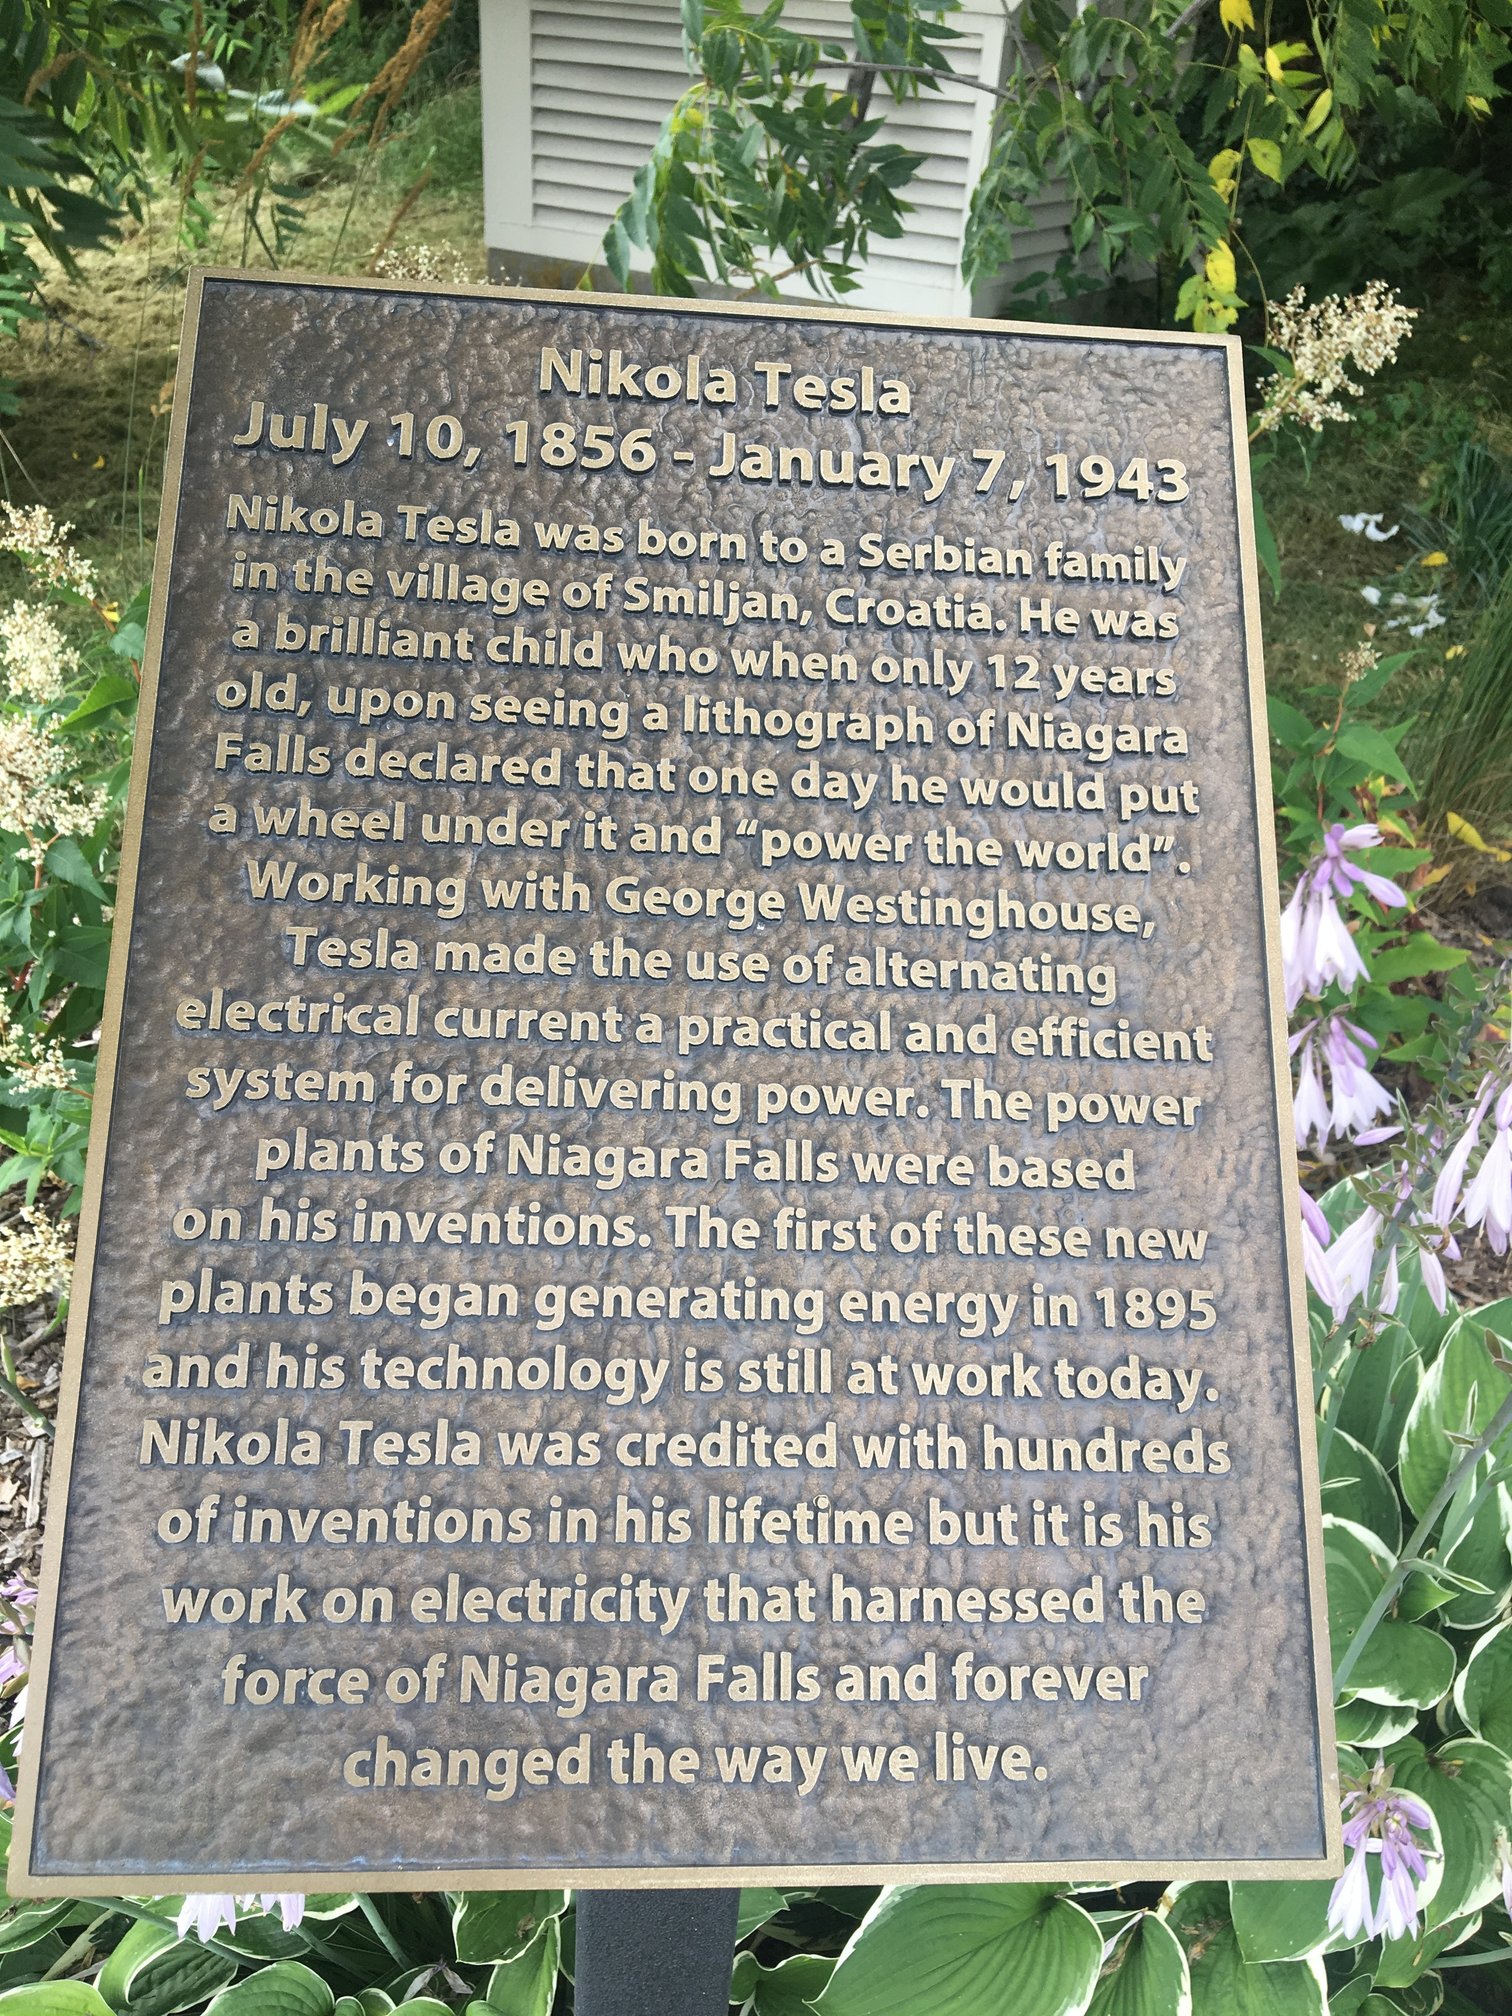 Nikola Tesla
July 10, 1856 - January 7, 1943
Nikola Tesla was born to a Serbian family
in the village of Smiljan, Croatia. He was
a brilliant child who when only 12 years
old, upon seeing a lithograph of Niagara
Falls declared that one day he would put
a wheel under it and “power the world”.
Working with George Westinghouse,
Tesla made the use of alternating
electrical current a practical and efficient
system for delivering power. The power
plants of Niagara Falls were based
on his inventions. The first of these new
plants began generating energy in 1895
and his technology is still at work today.
Nikola Tesla was credited with hundreds
of inventions in his lifetime but it is his
work on electricity that harnessed the
force of Niagara Falls and forever
changed the way we live.